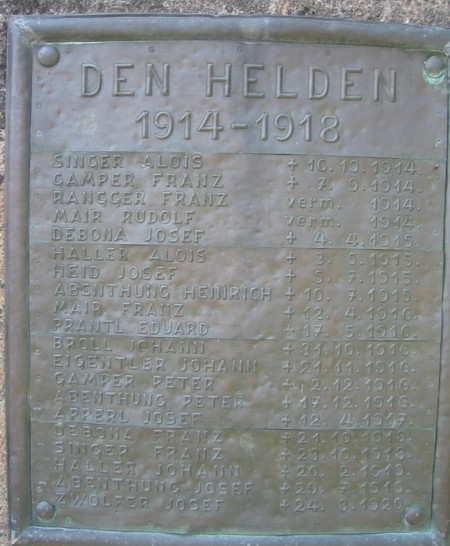 DEN HELDEN
1914-1918
SINGER ALOIS + 16.10.1914.
GAMPER FRANZ + 7. 9.1914.
RANGGER FRANZ verm. 1914.
MAIR RUDOLF verm. 1914.
DEBONA JOSEF + 4. 4.1915.
HALLER ALOIS + 3. 5.1915.
HEID JOSEF + 5. 7.1915.
ABENTHUNG HEINRICH + 10. 7.1915.
MAIR FRANZ + 12. 4.1916.
PRANTL EDUARD + 17. 5.1916.
BROLL JOHANN + 31.10.1916.
EIGENTLER JOHANN + 21.11.1916.
GAMPER PETER + 2.12.1916.
ABENTHUNG PETER + 17.12.1916.
APPERL JOSEF + 12. 4.1917.
DEBONA FRANZ
SINGER FRANZ
HALLER JOHANN
ABENTHUNG JOSEF
ZWÖLFER JOSEF